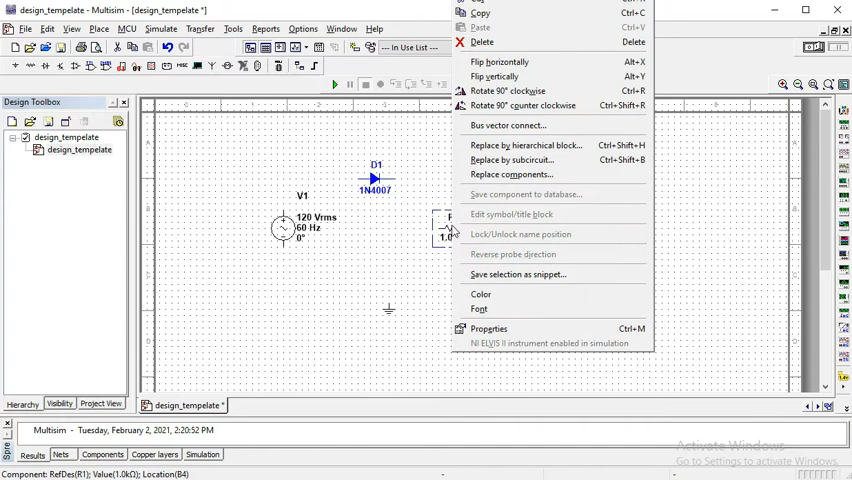 design_tempelate - Multisim - [design_tempelate *]
File Edit View Place MCU Simulate Transfer Tools Reports Options Window Help
--- In Use List ---
Design Toolbox
design_tempelate
design_tempelate
Hierarchy Visibility Project View
2 3
A
B
C
D
A
B
C
D
D1
1N4007
V1
120 Vrms
60 Hz
0°
1.0
Copy Ctrl+C
Paste Ctrl+V
Delete Delete
Flip horizontally Alt+X
Flip vertically Alt+Y
Rotate 90° clockwise Ctrl+R
Rotate 90° counter clockwise Ctrl+Shift+R
Bus vector connect...
Replace by hierarchical block... Ctrl+Shift+H
Replace by subcircuit... Ctrl+Shift+B
Replace components...
Save component to database...
Edit symbol/title block
Lock/Unlock name position
Reverse probe direction
Save selection as snippet...
Color
Font
Properties Ctrl+M
NI ELVIS II instrument enabled in simulation
design_tempelate *
Multisim - Tuesday, February 2, 2021, 2:20:52 PM
Results Nets Components Copper layers Simulation
Activate Windows
Go to Settings to activate Windows.
Component: RefDes(R1); Value(1.0kΩ); Location(B4) - -